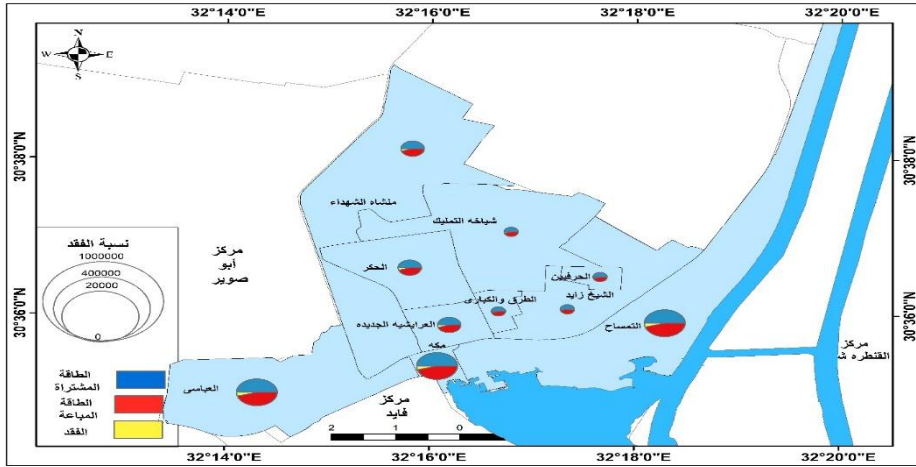 32°14'0"E 32°16'0"E 32°18'0"E 32°20'0"E
N
W E
S
30°38'0"N 30°38'0"N
منشاه الشهداء
شياخه التمليك
نسبة الفقد
1000000
400000
20000
0
مركز
أبو
صوير
الحكر
الحرفيين
الشيخ زايد
الطرق والكبارى
30°36'0"N 30°36'0"N
العرايشيه الجديده
التمساح
مكه
مركز
القنطره ش
العباسى
الطاقة
المشتراة
الطاقة
المباعة
الفقد
مركز
فايد
2 1 0
32°14'0"E 32°16'0"E 32°18'0"E 32°20'0"E